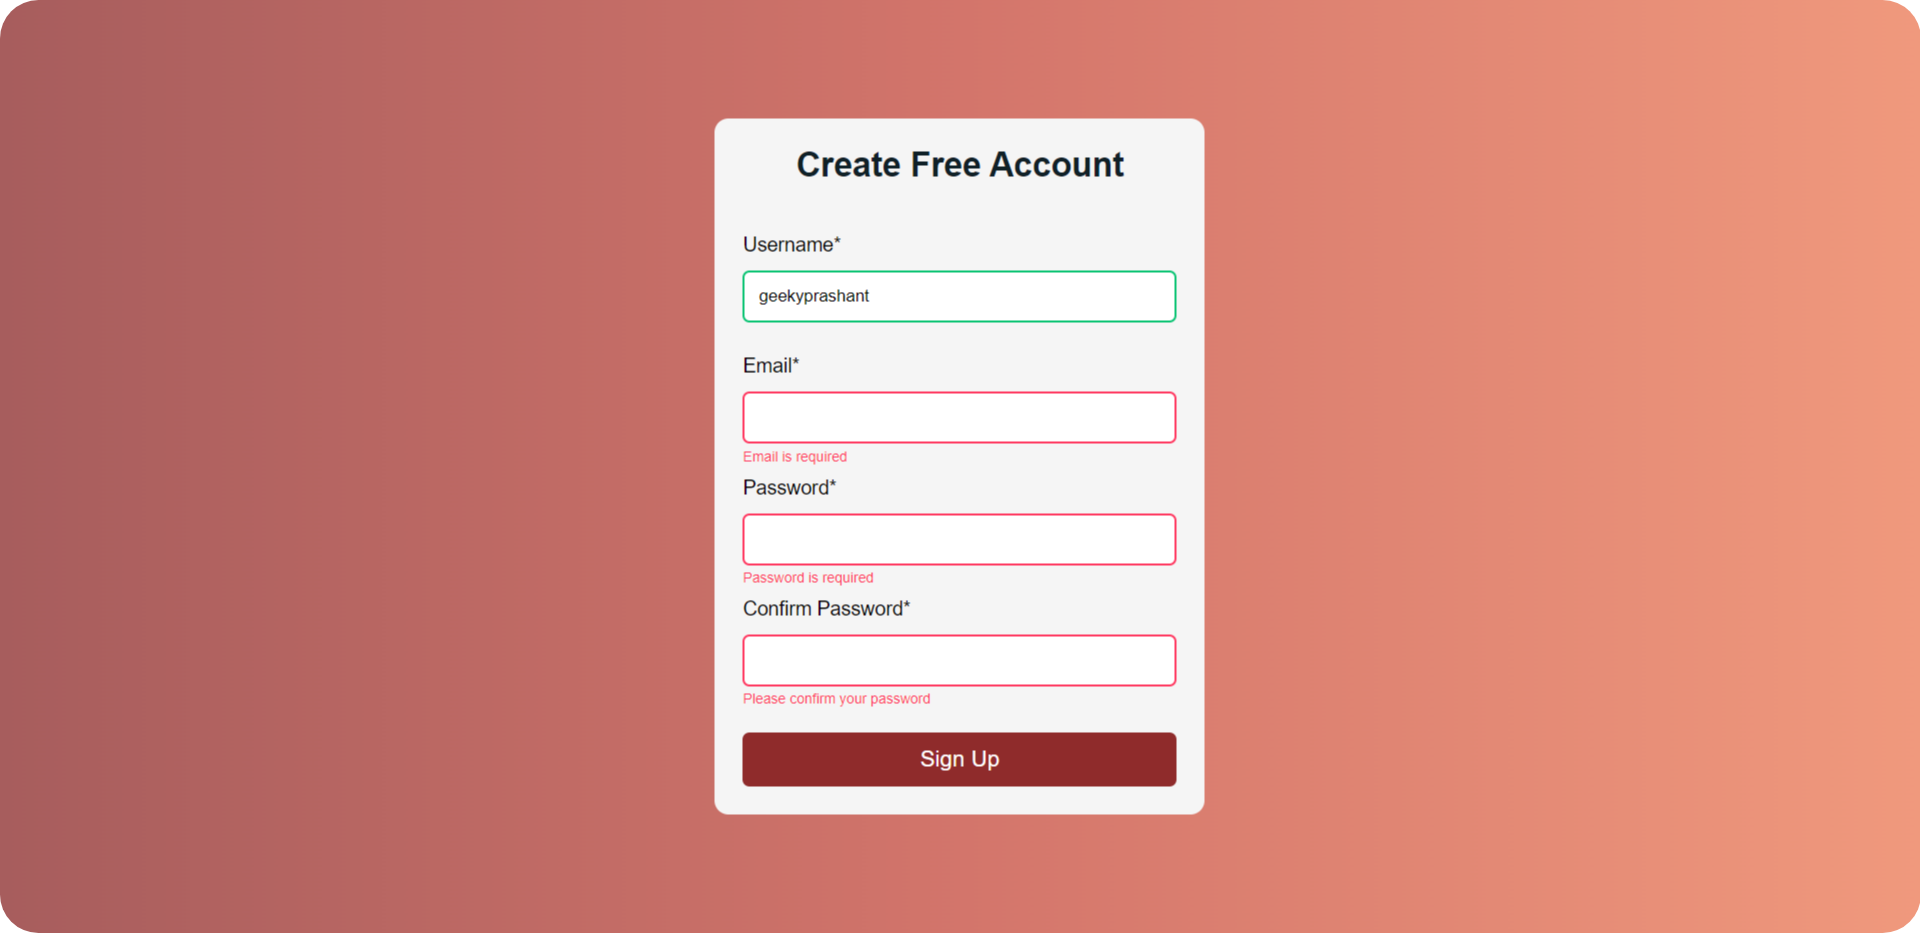 Create Free Account
Username*
geekyprashant
Email*
Email is required
Password*
Password is required
Confirm Password*
Please confirm your password
Sign Up